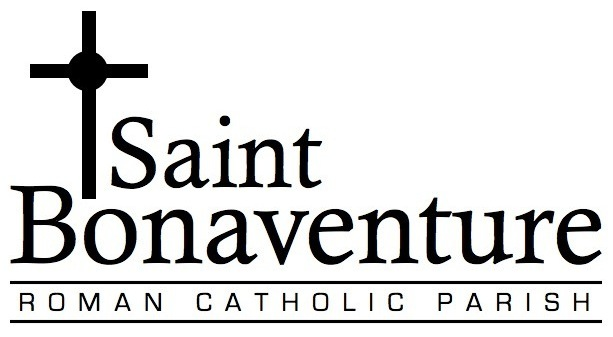 Saint
Bonaventure
ROMAN CATHOLIC PARISH